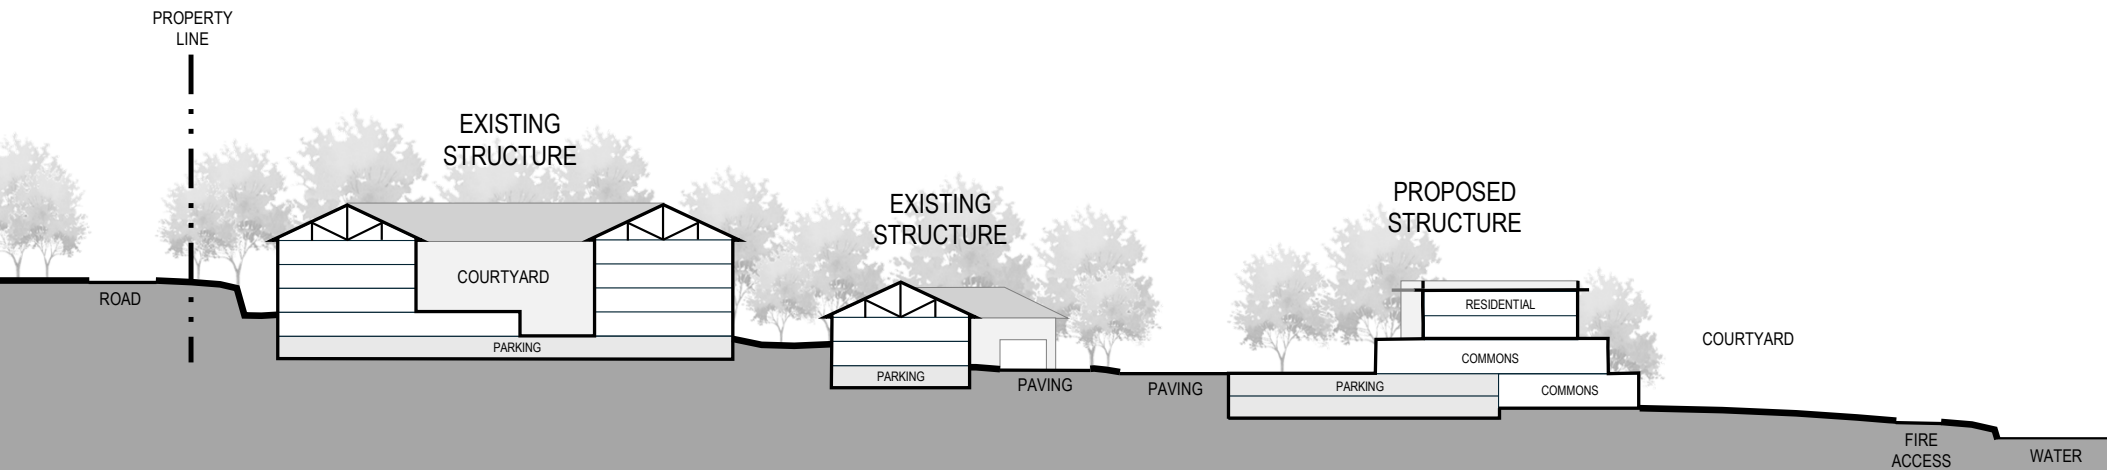 PROPERTY
LINE
EXISTING
STRUCTURE
EXISTING
STRUCTURE
PROPOSED
STRUCTURE
ROAD
COURTYARD
PARKING
PARKING
PAVING
PAVING
RESIDENTIAL
COMMONS
PARKING
COMMONS
COURTYARD
FIRE
ACCESS
WATER